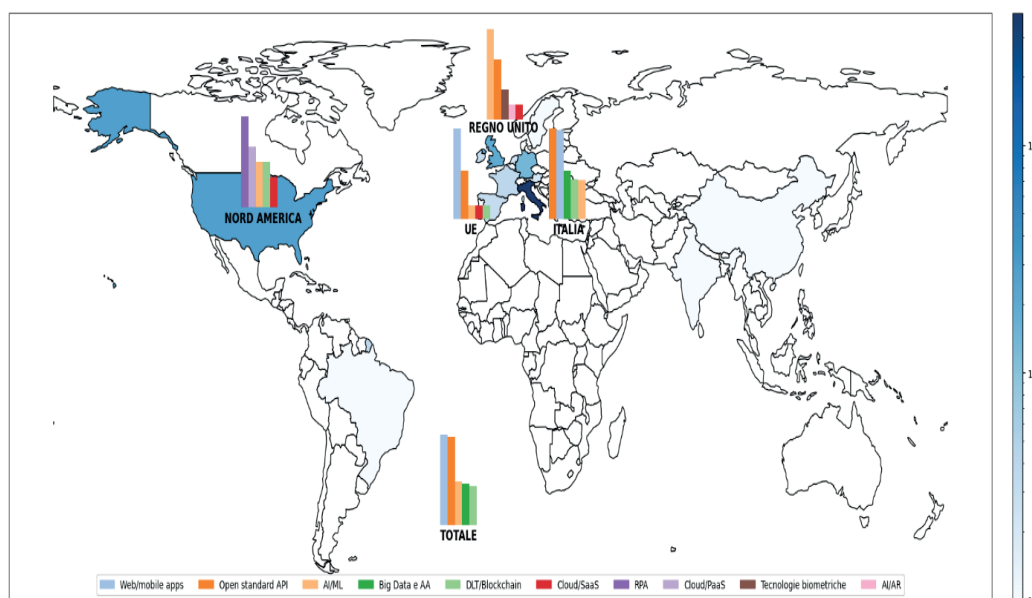 REGNO UNITO
NORD AMERICA
UE
ITALIA
TOTALE
Web/mobile apps
Open standard API
AI/ML
Big Data e AA
DLT/Blockchain
Cloud/SaaS
RPA
Cloud/PaaS
Tecnologie biometriche
AI/AR